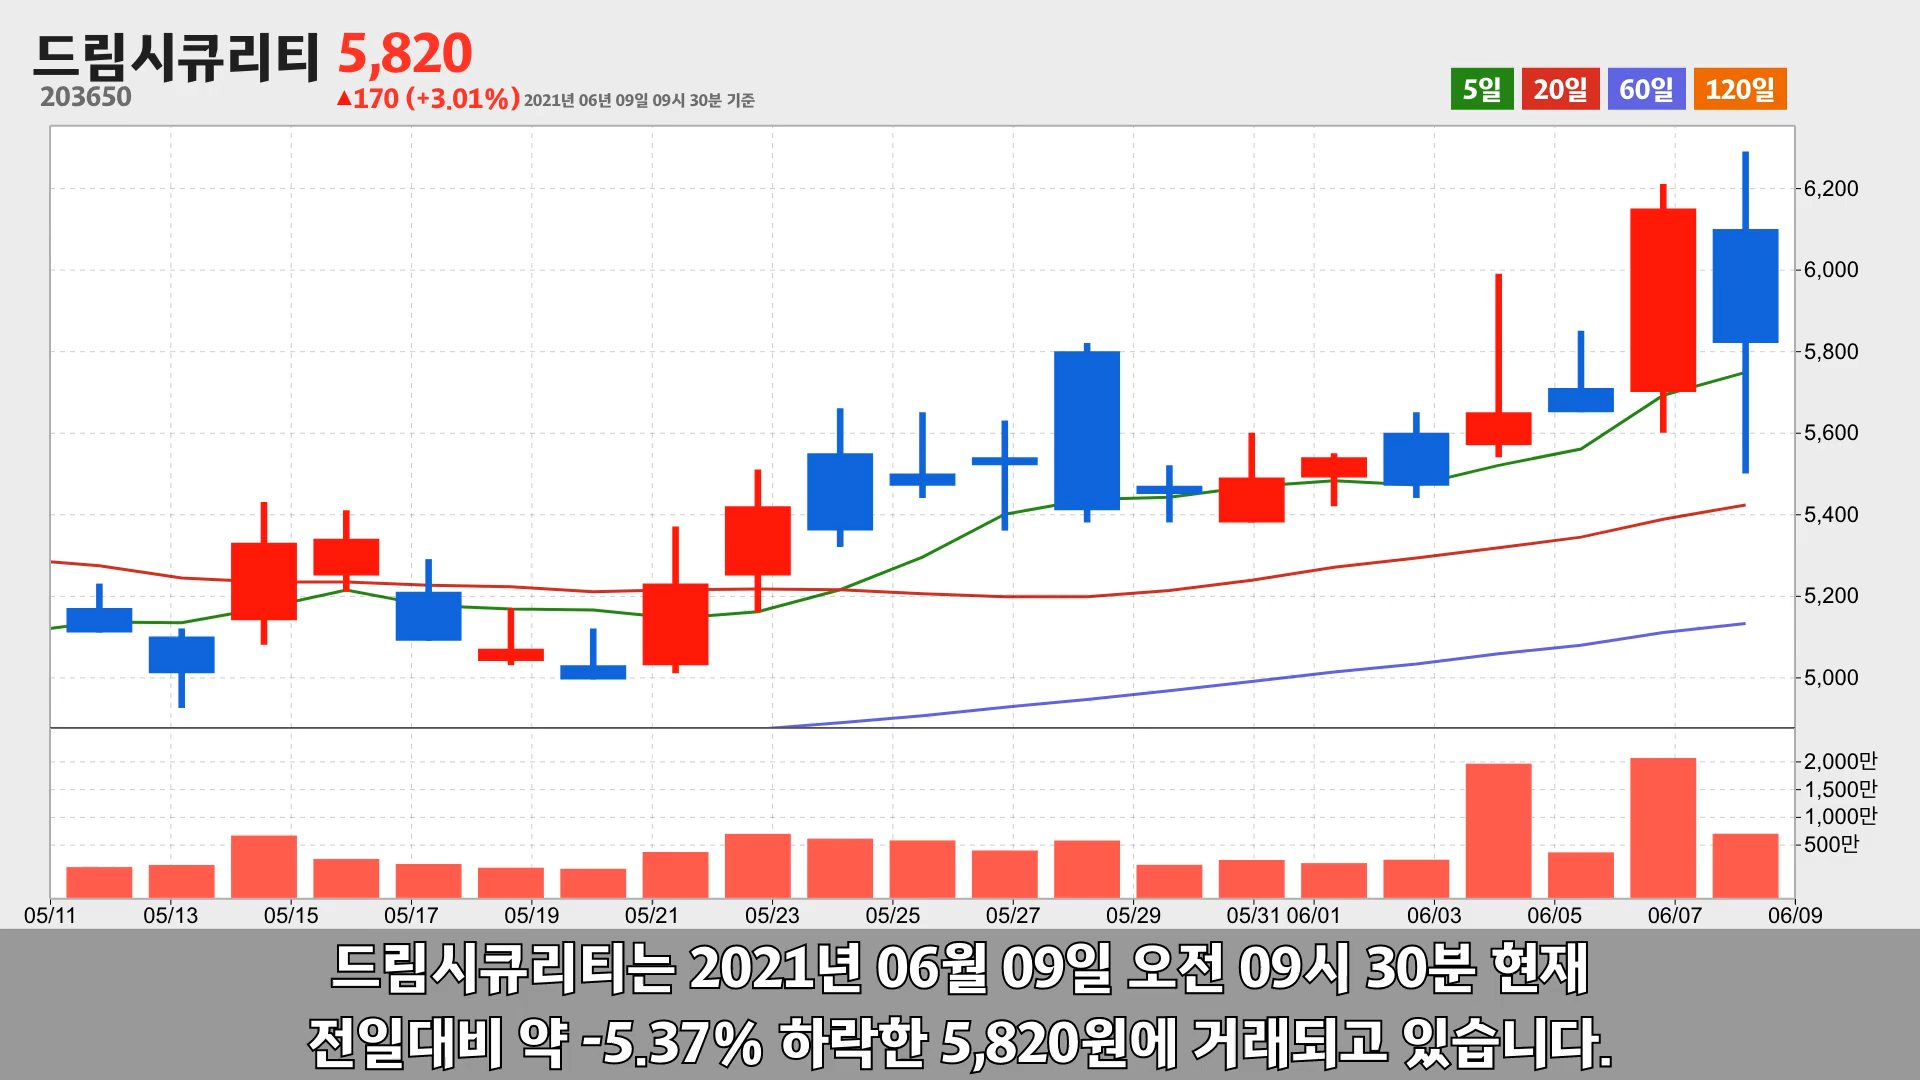 드림시큐리티 5,820
203650
▲170 (+3.01%) 2021년 06년 09일 09시 30분 기준
5일 20일 60일 120일
6,200
6,000
5,800
5,600
5,400
5,200
5,000
2,000만
1,500만
1,000만
500만
05/11 05/13 05/15 05/17 05/19 05/21 05/23 05/25 05/27 05/29 05/31 06/01 06/03 06/05 06/07 06/09
드림시큐리티는 2021년 06월 09일 오전 09시 30분 현재
전일대비 약 -5.37% 하락한 5,820원에 거래되고 있습니다.